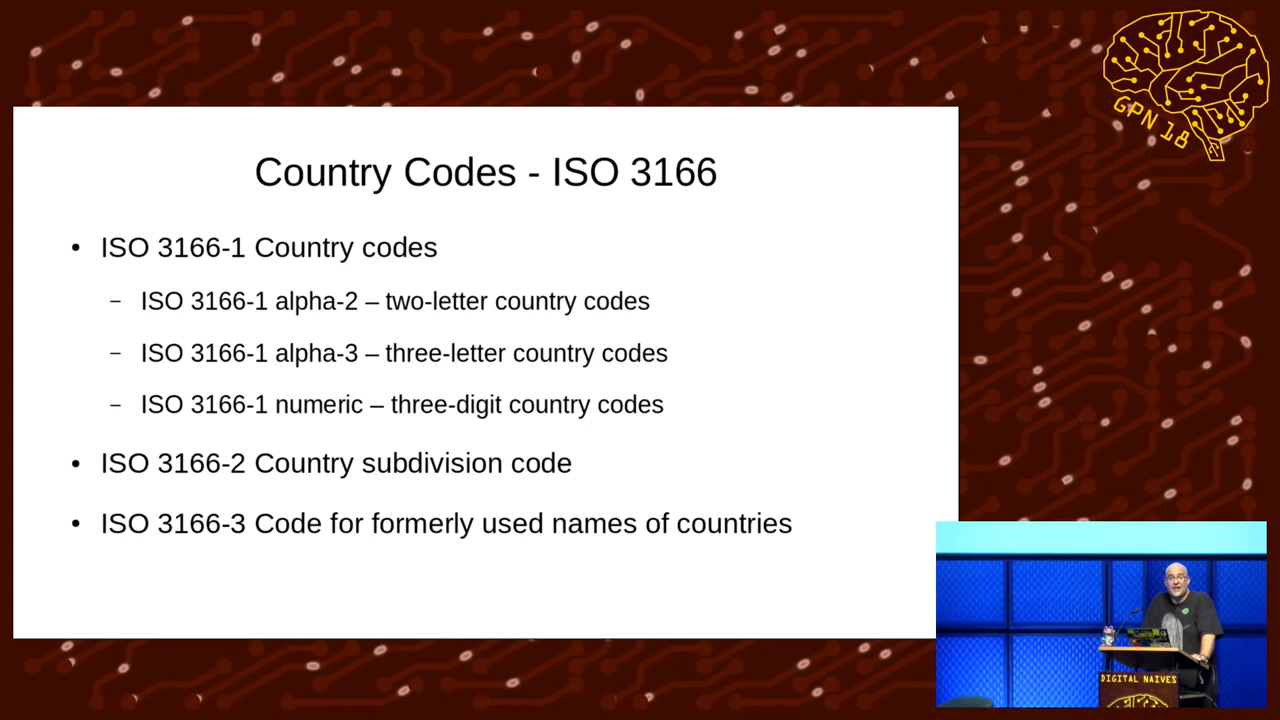 GPN 18
Country Codes - ISO 3166
• ISO 3166-1 Country codes
– ISO 3166-1 alpha-2 – two-letter country codes
– ISO 3166-1 alpha-3 – three-letter country codes
– ISO 3166-1 numeric – three-digit country codes
• ISO 3166-2 Country subdivision code
• ISO 3166-3 Code for formerly used names of countries
DIGITAL NAIVES